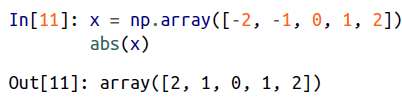 In[11]: x = np.array([-2, -1, 0, 1, 2])
abs(x)
Out[11]: array([2, 1, 0, 1, 2])